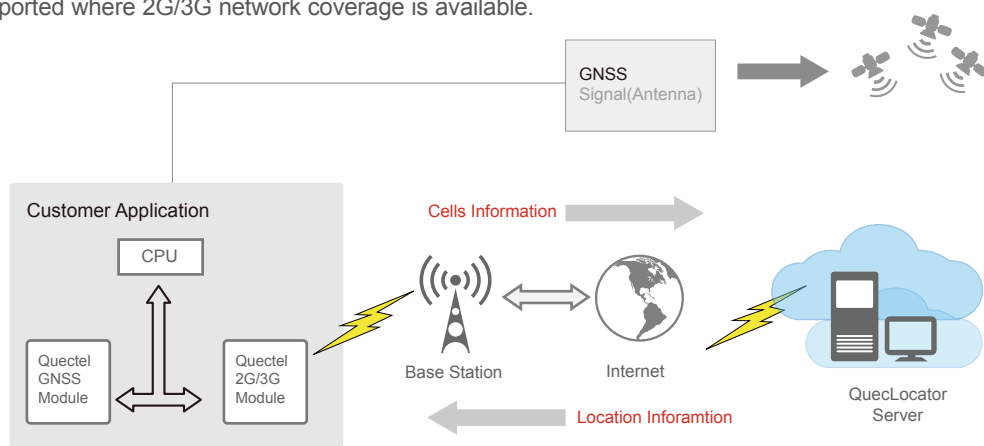 ported where 2G/3G network coverage is available.
GNSS
Signal(Antenna)
Customer Application
Cells Information
CPU
Quectel
GNSS
Module
Quectel
2G/3G
Module
Base Station
Internet
QuecLocator
Server
Location Inforamtion